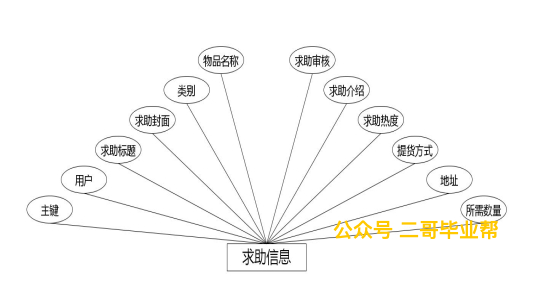 物品名称
求助审核
类别
求助介绍
求助封面
求助热度
求助标题
提货方式
用户
地址
主键
所需数量
公众号 二哥毕业帮
求助信息